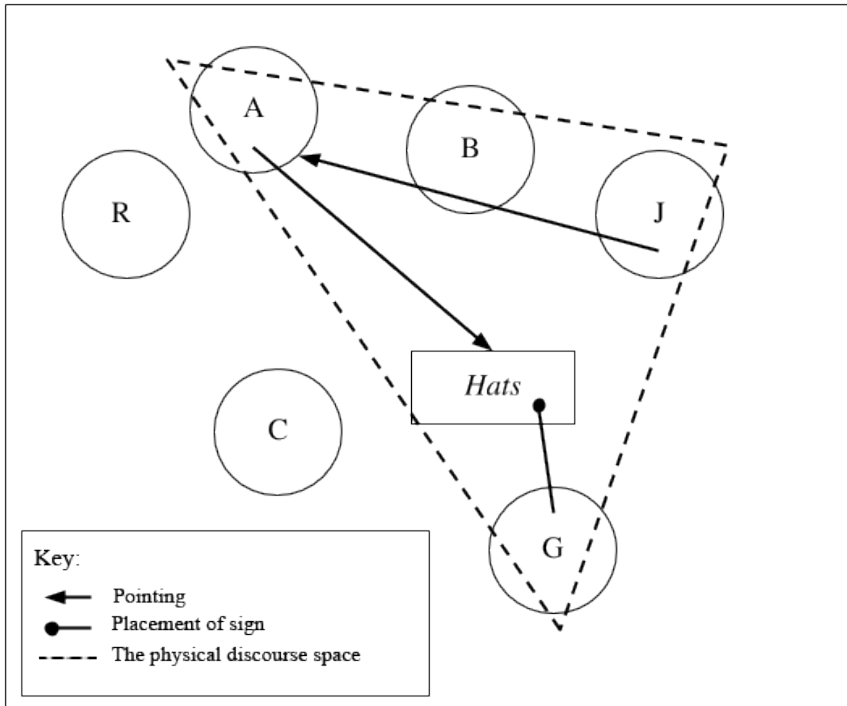 A
B
R
J
Hats
C
G
Key:
Pointing
Placement of sign
The physical discourse space